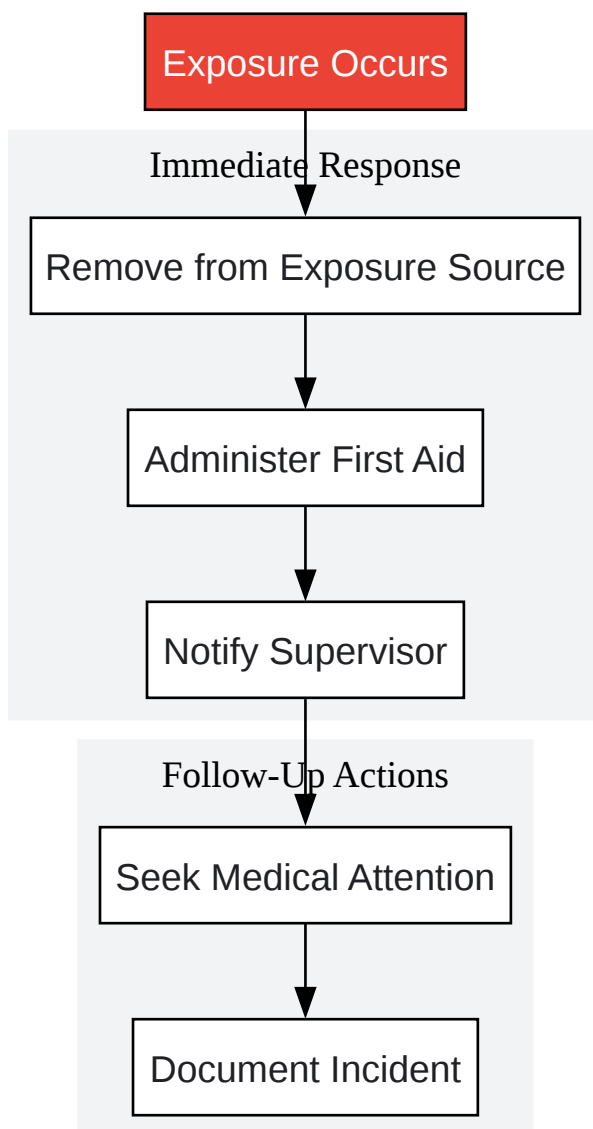 Exposure Occurs
Immediate Response
Remove from Exposure Source
Administer First Aid
Notify Supervisor
Follow-Up Actions
Seek Medical Attention
Document Incident